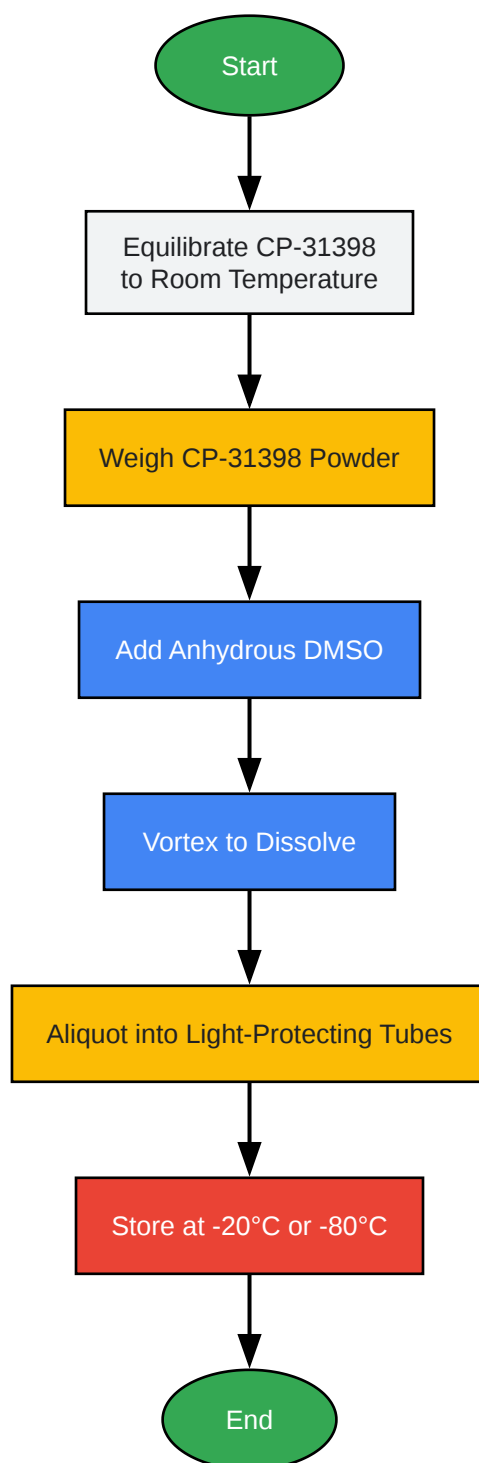 Start
Equilibrate CP-31398
to Room Temperature
Weigh CP-31398 Powder
Add Anhydrous DMSO
Vortex to Dissolve
Aliquot into Light-Protecting Tubes
Store at -20°C or -80°C
End